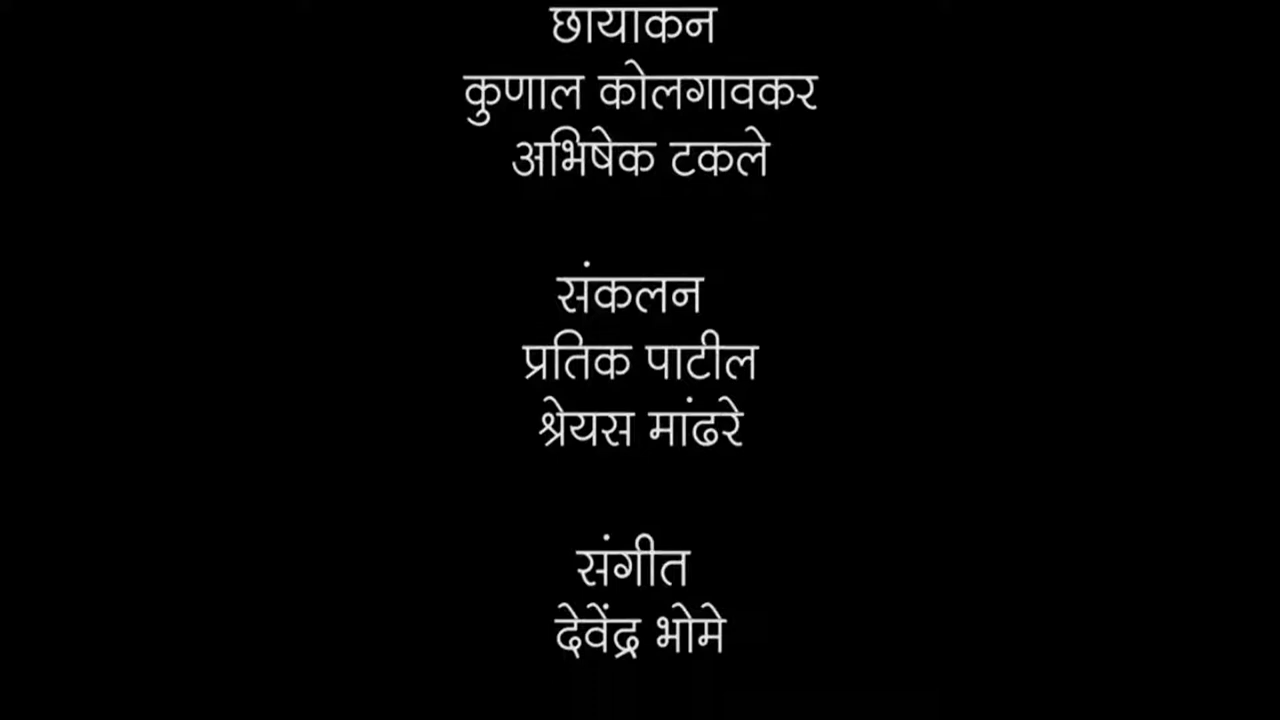 छायाकन
कुणाल कोलगावकर
अभिषेक टकले
संकलन
प्रतिक पाटील
श्रेयस मांढरे
संगीत
देवेंद्र भोमे